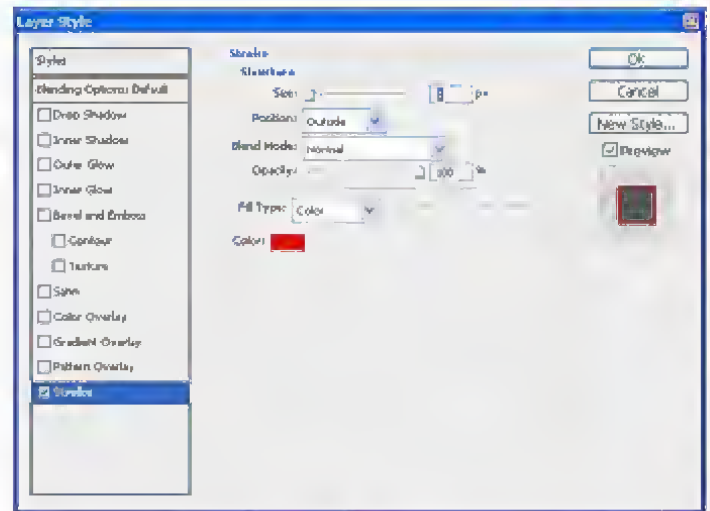 Layer Style
Styles
Blending Options: Default
Drop Shadow
Inner Shadow
Outer Glow
Inner Glow
Bevel and Emboss
Contour
Texture
Satin
Color Overlay
Gradient Overlay
Pattern Overlay
Stroke
Stroke
Structure
Size: px
Position: Outside
Blend Mode: Normal
Opacity: 100 %
Fill Type: Color
Color:
OK
Cancel
New Style...
Preview